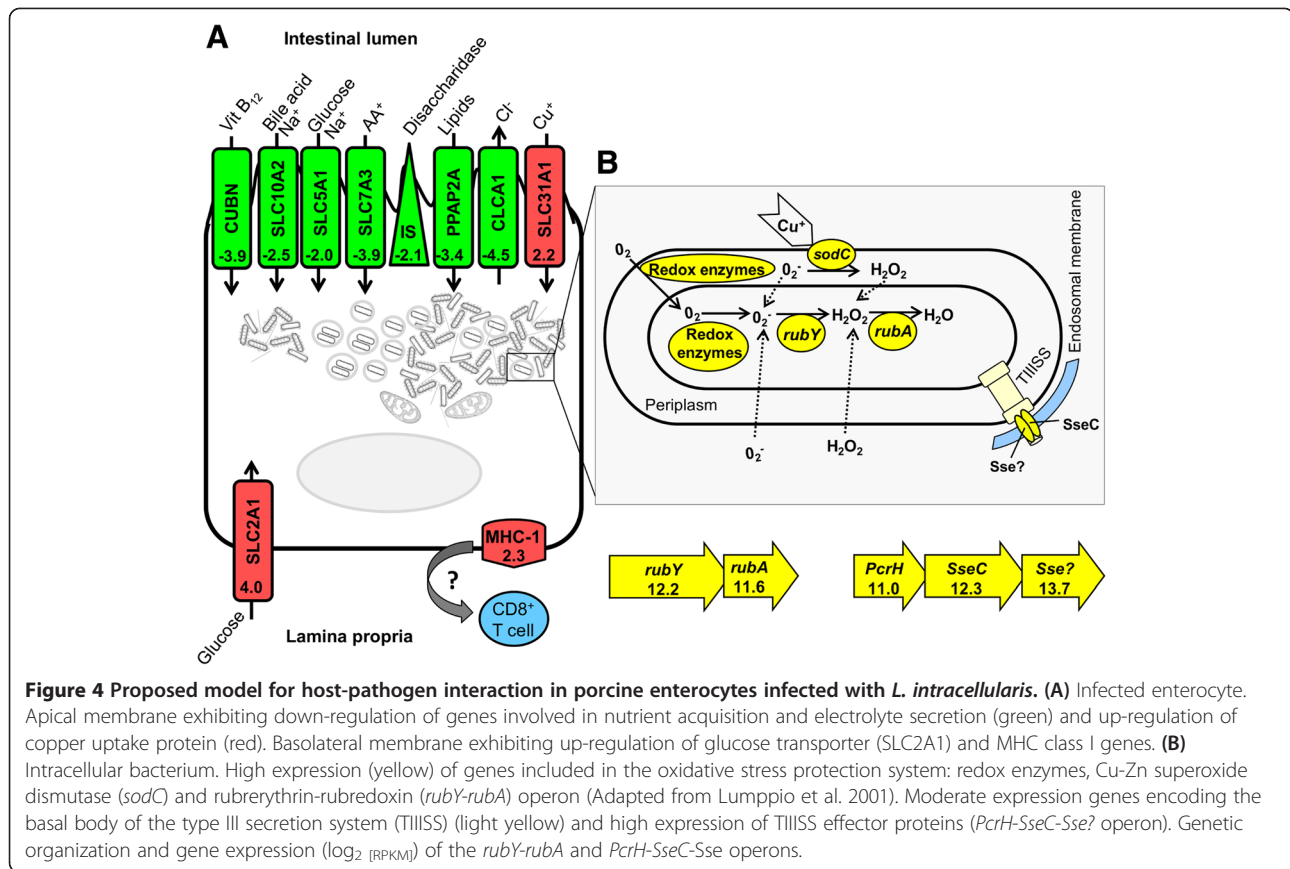 A
Intestinal lumen
Vit B12
Bile acid
Na+
Glucose
Na+
AA+
Disaccharidase
Lipids
Cl-
Cu+
CUBN
-3.9
SLC10A2
-2.5
SLC5A1
-2.0
SLC7A3
-3.9
IS
-2.1
PPAP2A
-3.4
CLCA1
-4.5
SLC31A1
2.2
SLC2A1
4.0
Glucose
MHC-1
2.3
?
CD8+
T cell
Lamina propria
B
Cu+
sodC
02
Redox enzymes
02-
H2O2
02
02-
H2O2
H2O
Redox
enzymes
rubY
rubA
Periplasm
02-
H2O2
TIIISS
Endosomal membrane
SseC
Sse?
rubY
12.2
rubA
11.6
PcrH
11.0
SseC
12.3
Sse?
13.7
Figure 4 Proposed model for host-pathogen interaction in porcine enterocytes infected with L. intracellularis. (A) Infected enterocyte.
Apical membrane exhibiting down-regulation of genes involved in nutrient acquisition and electrolyte secretion (green) and up-regulation of
copper uptake protein (red). Basolateral membrane exhibiting up-regulation of glucose transporter (SLC2A1) and MHC class I genes. (B)
Intracellular bacterium. High expression (yellow) of genes included in the oxidative stress protection system: redox enzymes, Cu-Zn superoxide
dismutase (sodC) and rubrerythrin-rubredoxin (rubY-rubA) operon (Adapted from Lumppio et al. 2001). Moderate expression genes encoding the
basal body of the type III secretion system (TIIISS) (light yellow) and high expression of TIIISS effector proteins (PcrH-SseC-Sse? operon). Genetic
organization and gene expression (log2 [RPKM]) of the rubY-rubA and PcrH-SseC-Sse operons.